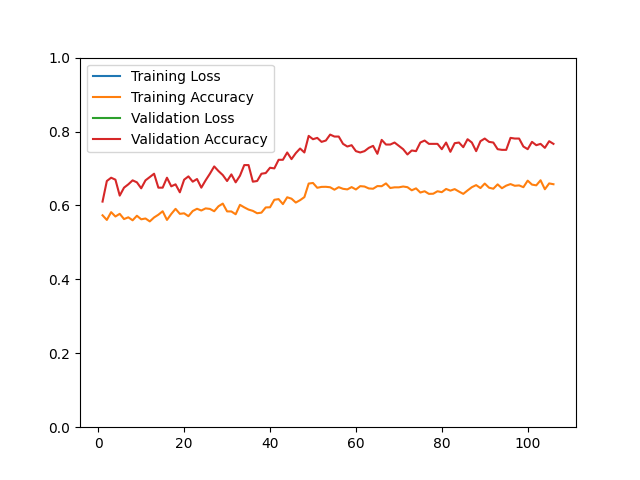 1.0
0.8
0.6
0.4
0.2
0.0
Training Loss
Training Accuracy
Validation Loss
Validation Accuracy
0 20 40 60 80 100